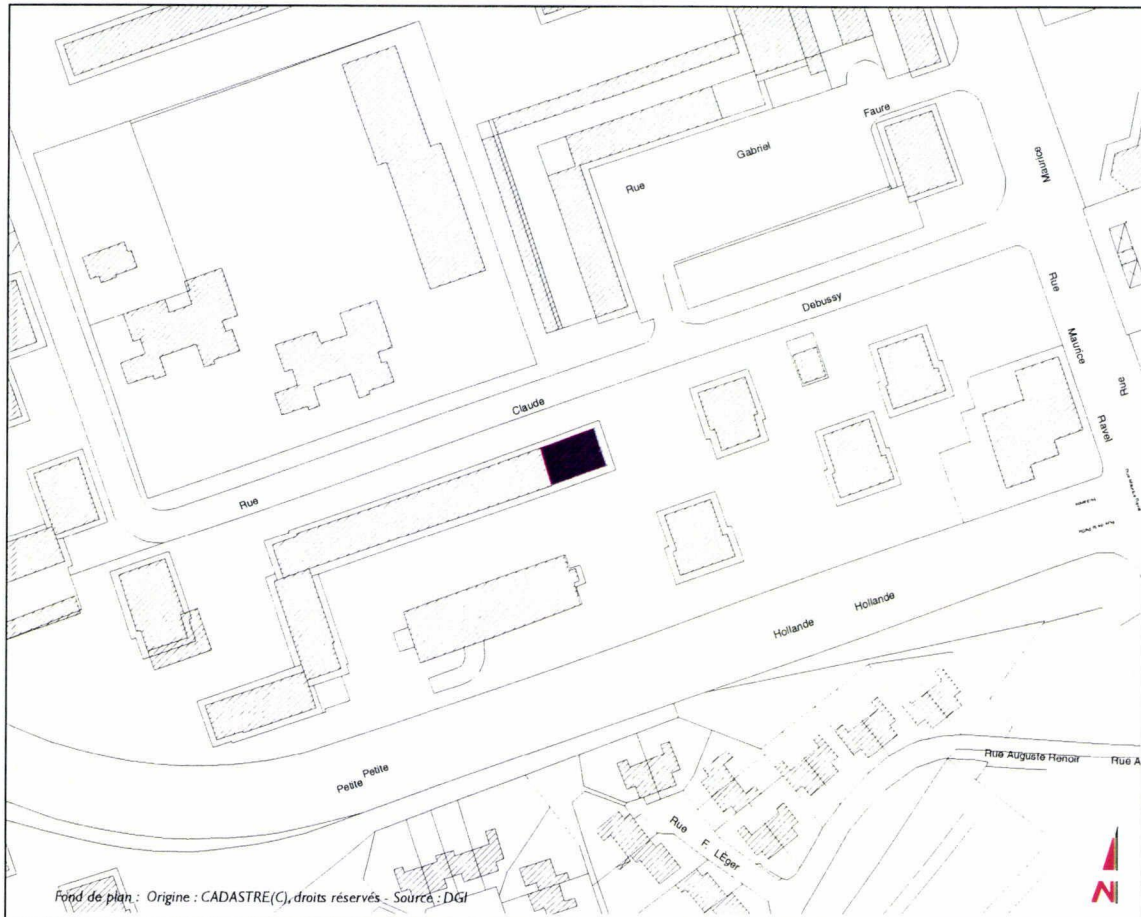 Faure
Gabriel
Rue
Maurice
Debussy
Rue
Maurice
Rue
Ravel
Claude
Rue
Hollande
Hollande
Petite
Petite
Rue Auguste Renoir
Rue A
Rue
F. LÉger
Fond de plan : Origine : CADASTRE(C), droits réservés - Source : DGI
N